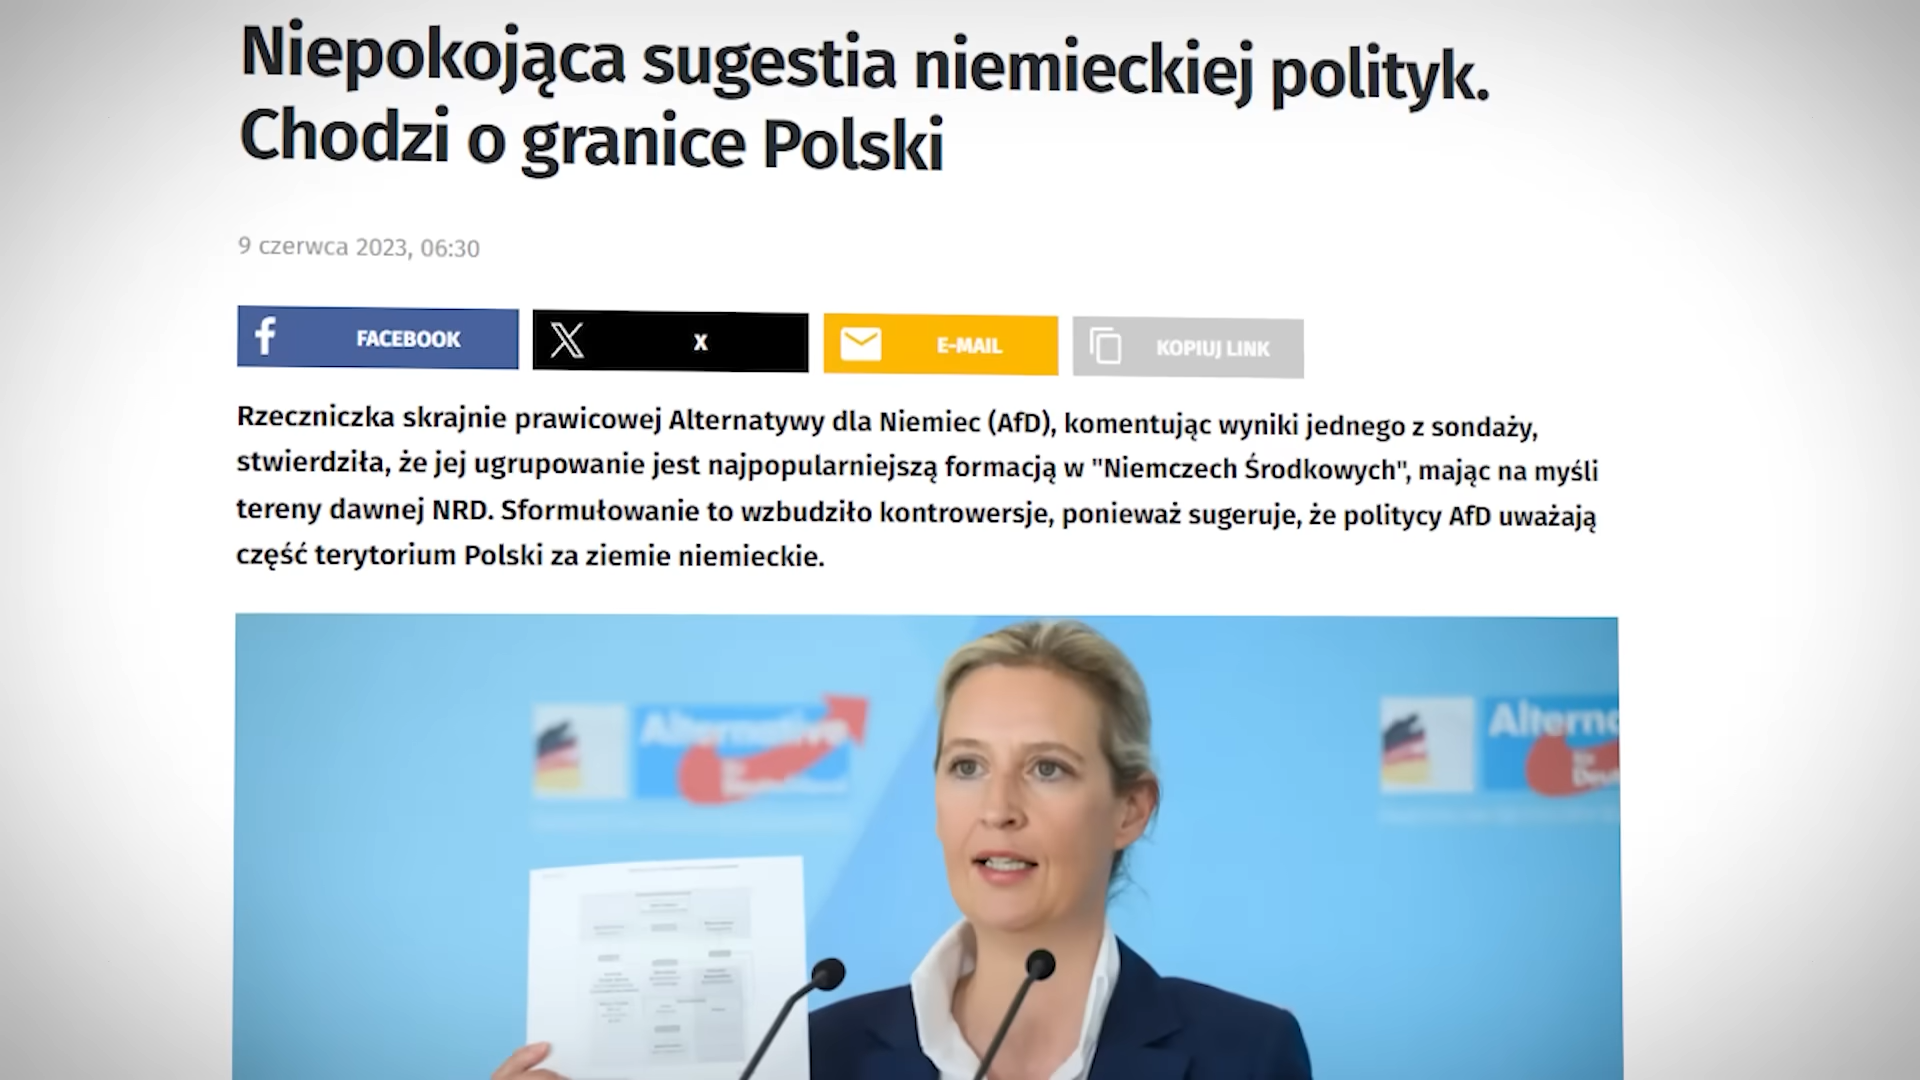 Niepokojąca sugestia niemieckiej polityk.
Chodzi o granice Polski
9 czerwca 2023, 06:30
FACEBOOK
X
E-MAIL
KOPIUJ LINK
Rzeczniczka skrajnie prawicowej Alternatywy dla Niemiec (AfD), komentując wyniki jednego z sondaży,
stwierdziła, że jej ugrupowanie jest najpopularniejszą formacją w "Niemczech Środkowych", mając na myśli
tereny dawnej NRD. Sformułowanie to wzbudziło kontrowersje, ponieważ sugeruje, że politycy AfD uważają
część terytorium Polski za ziemie niemieckie.
Alternative